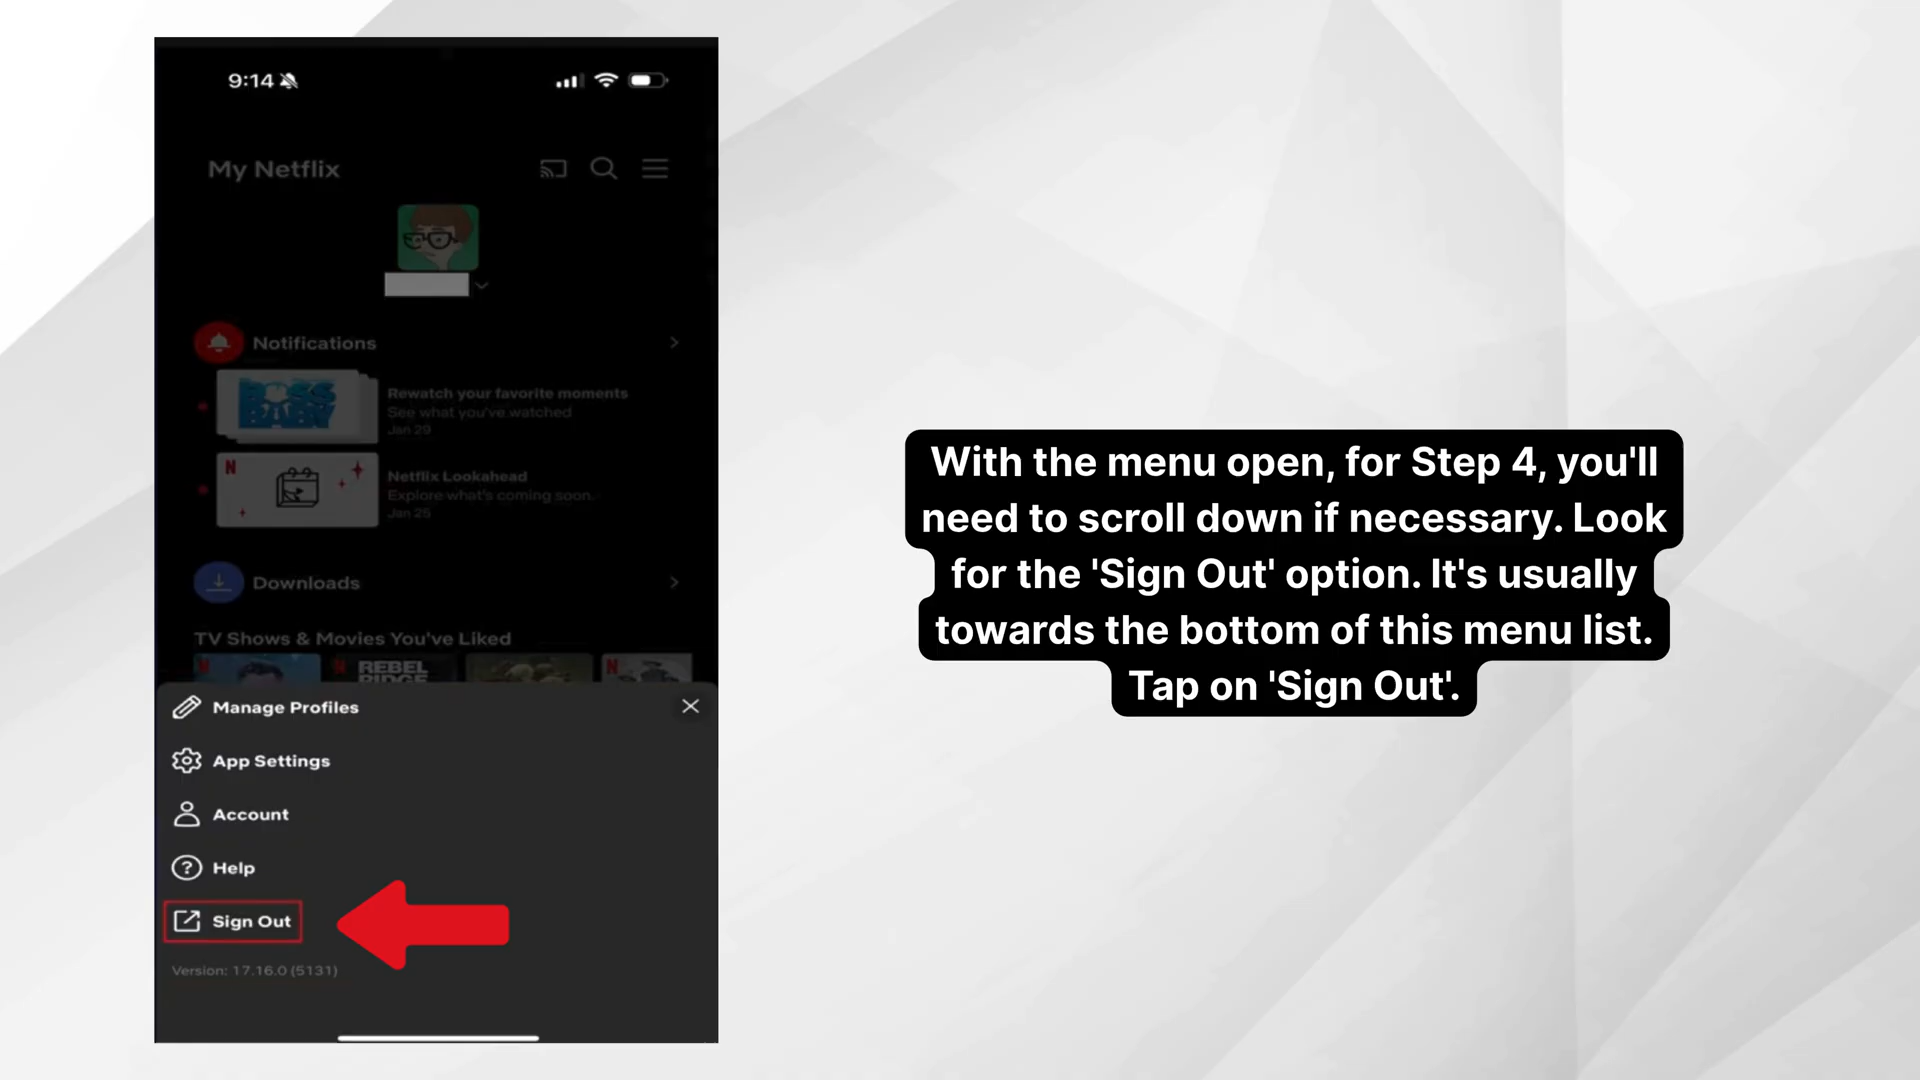 9:14
My Netflix
Notifications
BOSS
BABY
Rewatch your favorite moments
See what you've watched
Jan 29
N
Netflix Lookahead
Explore what's coming soon.
Jan 25
Downloads
TV Shows & Movies You've Liked
N
N
REBEL
RIDGE
N
Manage Profiles
App Settings
Account
Help
Sign Out
Version: 17.16.0 (5131)
With the menu open, for Step 4, you'll
need to scroll down if necessary. Look
for the 'Sign Out' option. It's usually
towards the bottom of this menu list.
Tap on 'Sign Out'.